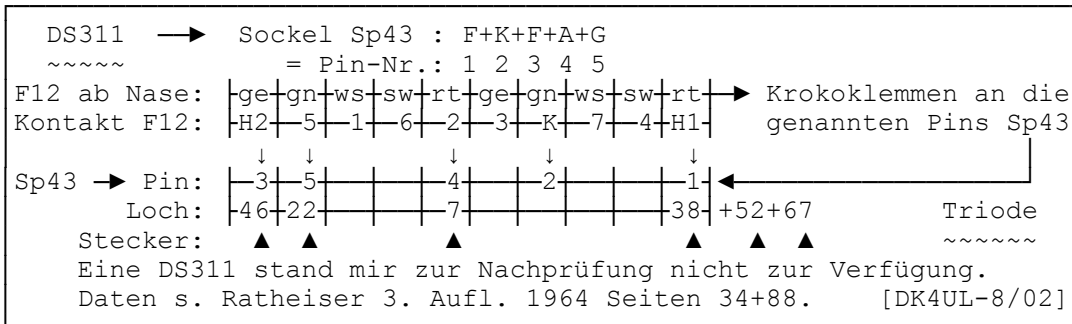 DS311 ──► Sockel Sp43 : F+K+F+A+G
~~~~~ = Pin-Nr.: 1 2 3 4 5
F12 ab Nase: ├ge┼gn┼ws┼sw┼rt┼ge┼gn┼ws┼sw┼rt┼─► Krokoklemmen an die
Kontakt F12: ├H2┼─5┼─1┼─6┼─2┼─3┼─K┼─7┼─4┼H1┤ genannten Pins Sp43
↓ ↓ ↓ ↓ ↓
Sp43 ─► Pin: ├─3┼─5┼──┼──┼─4┼──┼─2┼──┼──┼─1┤◄
Loch: ├46┼22┼──┼──┼─7┼──┼──┼──┼──┼38┤+52+67 Triode
Stecker: ▲ ▲ ▲ ▲ ▲ ▲ ~~~~~~
Eine DS311 stand mir zur Nachprüfung nicht zur Verfügung.
Daten s. Ratheiser 3. Aufl. 1964 Seiten 34+88. [DK4UL-8/02]